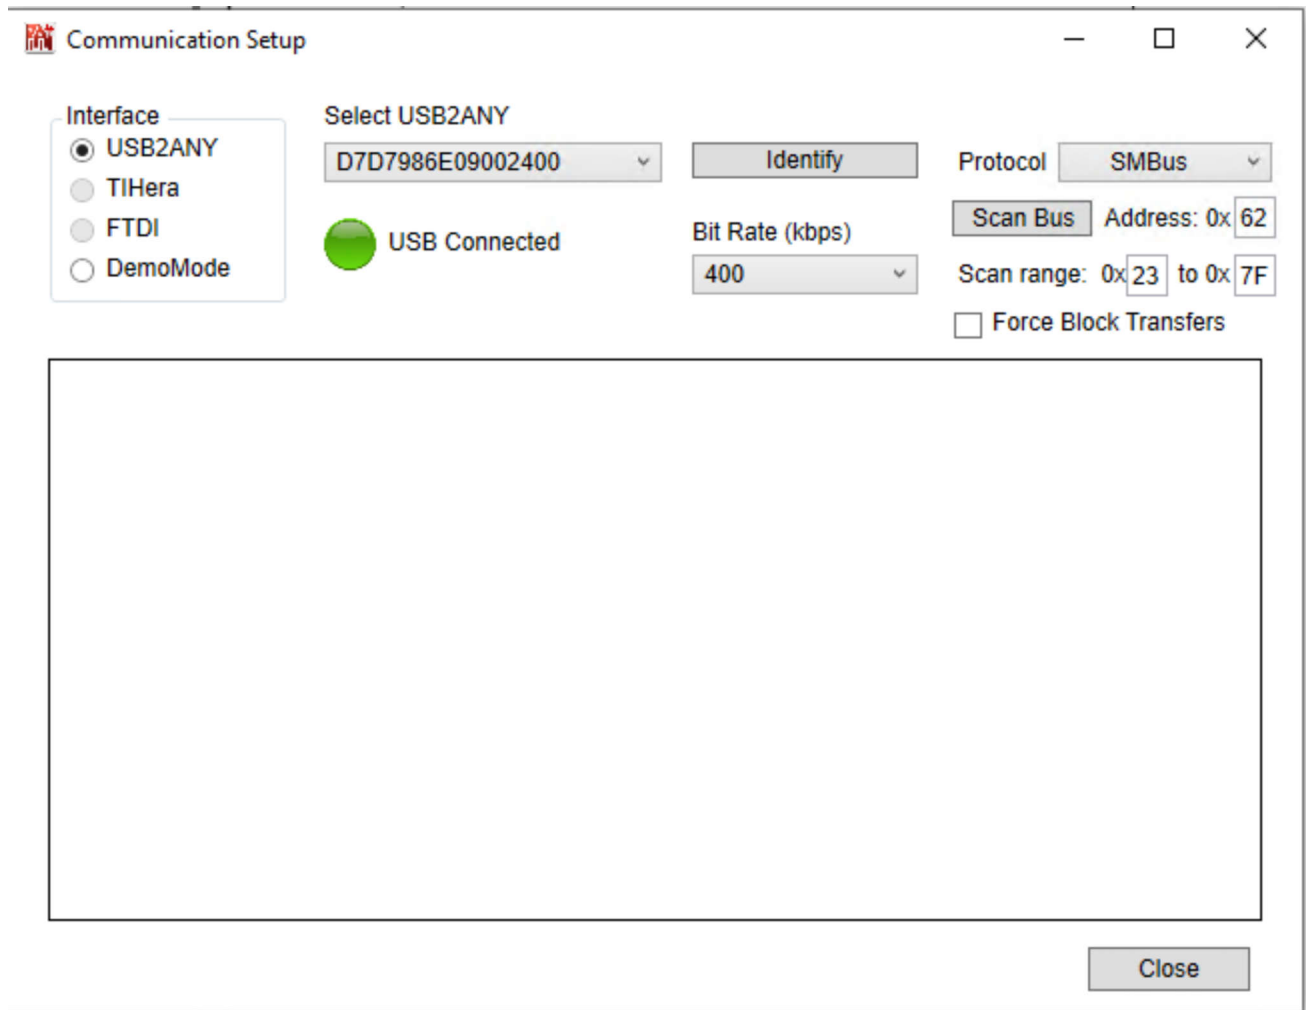 Communication Setup
Interface
USB2ANY
TIHera
FTDI
DemoMode
Select USB2ANY
D7D7986E09002400
USB Connected
Identify
Bit Rate (kbps)
400
Protocol SMBus
Scan Bus Address: 0x 62
Scan range: 0x 23 to 0x 7F
Force Block Transfers
Close